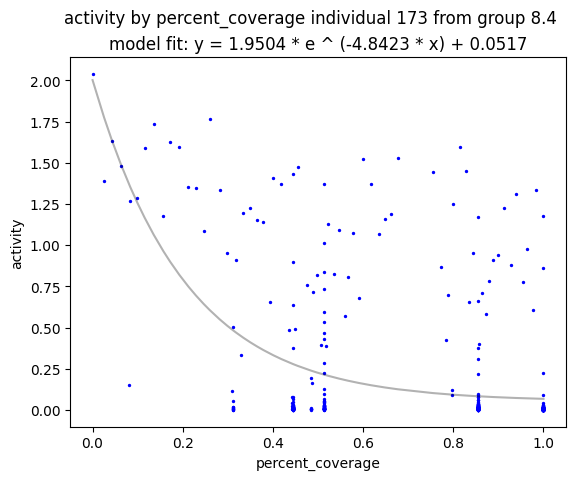 activity by percent_coverage individual 173 from group 8.4
model fit: y = 1.9504 * e ^ (-4.8423 * x) + 0.0517
2.00
1.75
1.50
1.25
1.00
0.75
0.50
0.25
0.00
activity
0.0 0.2 0.4 0.6 0.8 1.0
percent_coverage